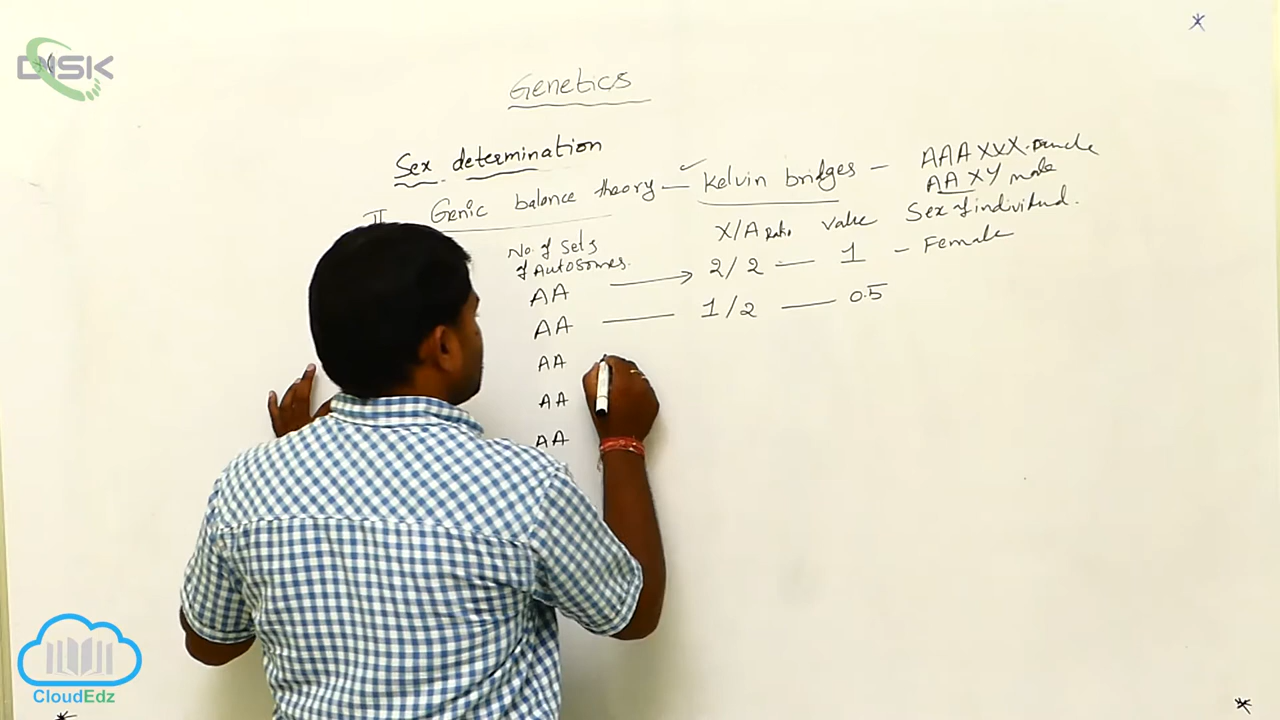 DISK
Genetics
Sex determination
II Genic balance theory — Kelvin bridges —
AAA XXX
AA XY male
No. of Sets of Autosomes.
X/A Ratio value Sex of individual.
AA → 2/2 — 1 — Female
AA — 1/2 — 0.5
AA
AA
AA
CloudEdz